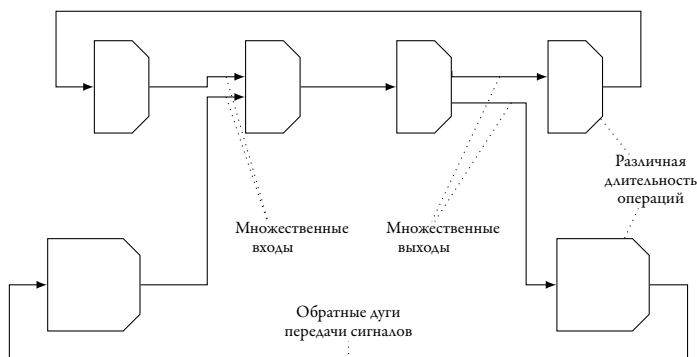 Различная
длительность
операций
Множественные
входы
Множественные
выходы
Обратные дуги
передачи сигналов